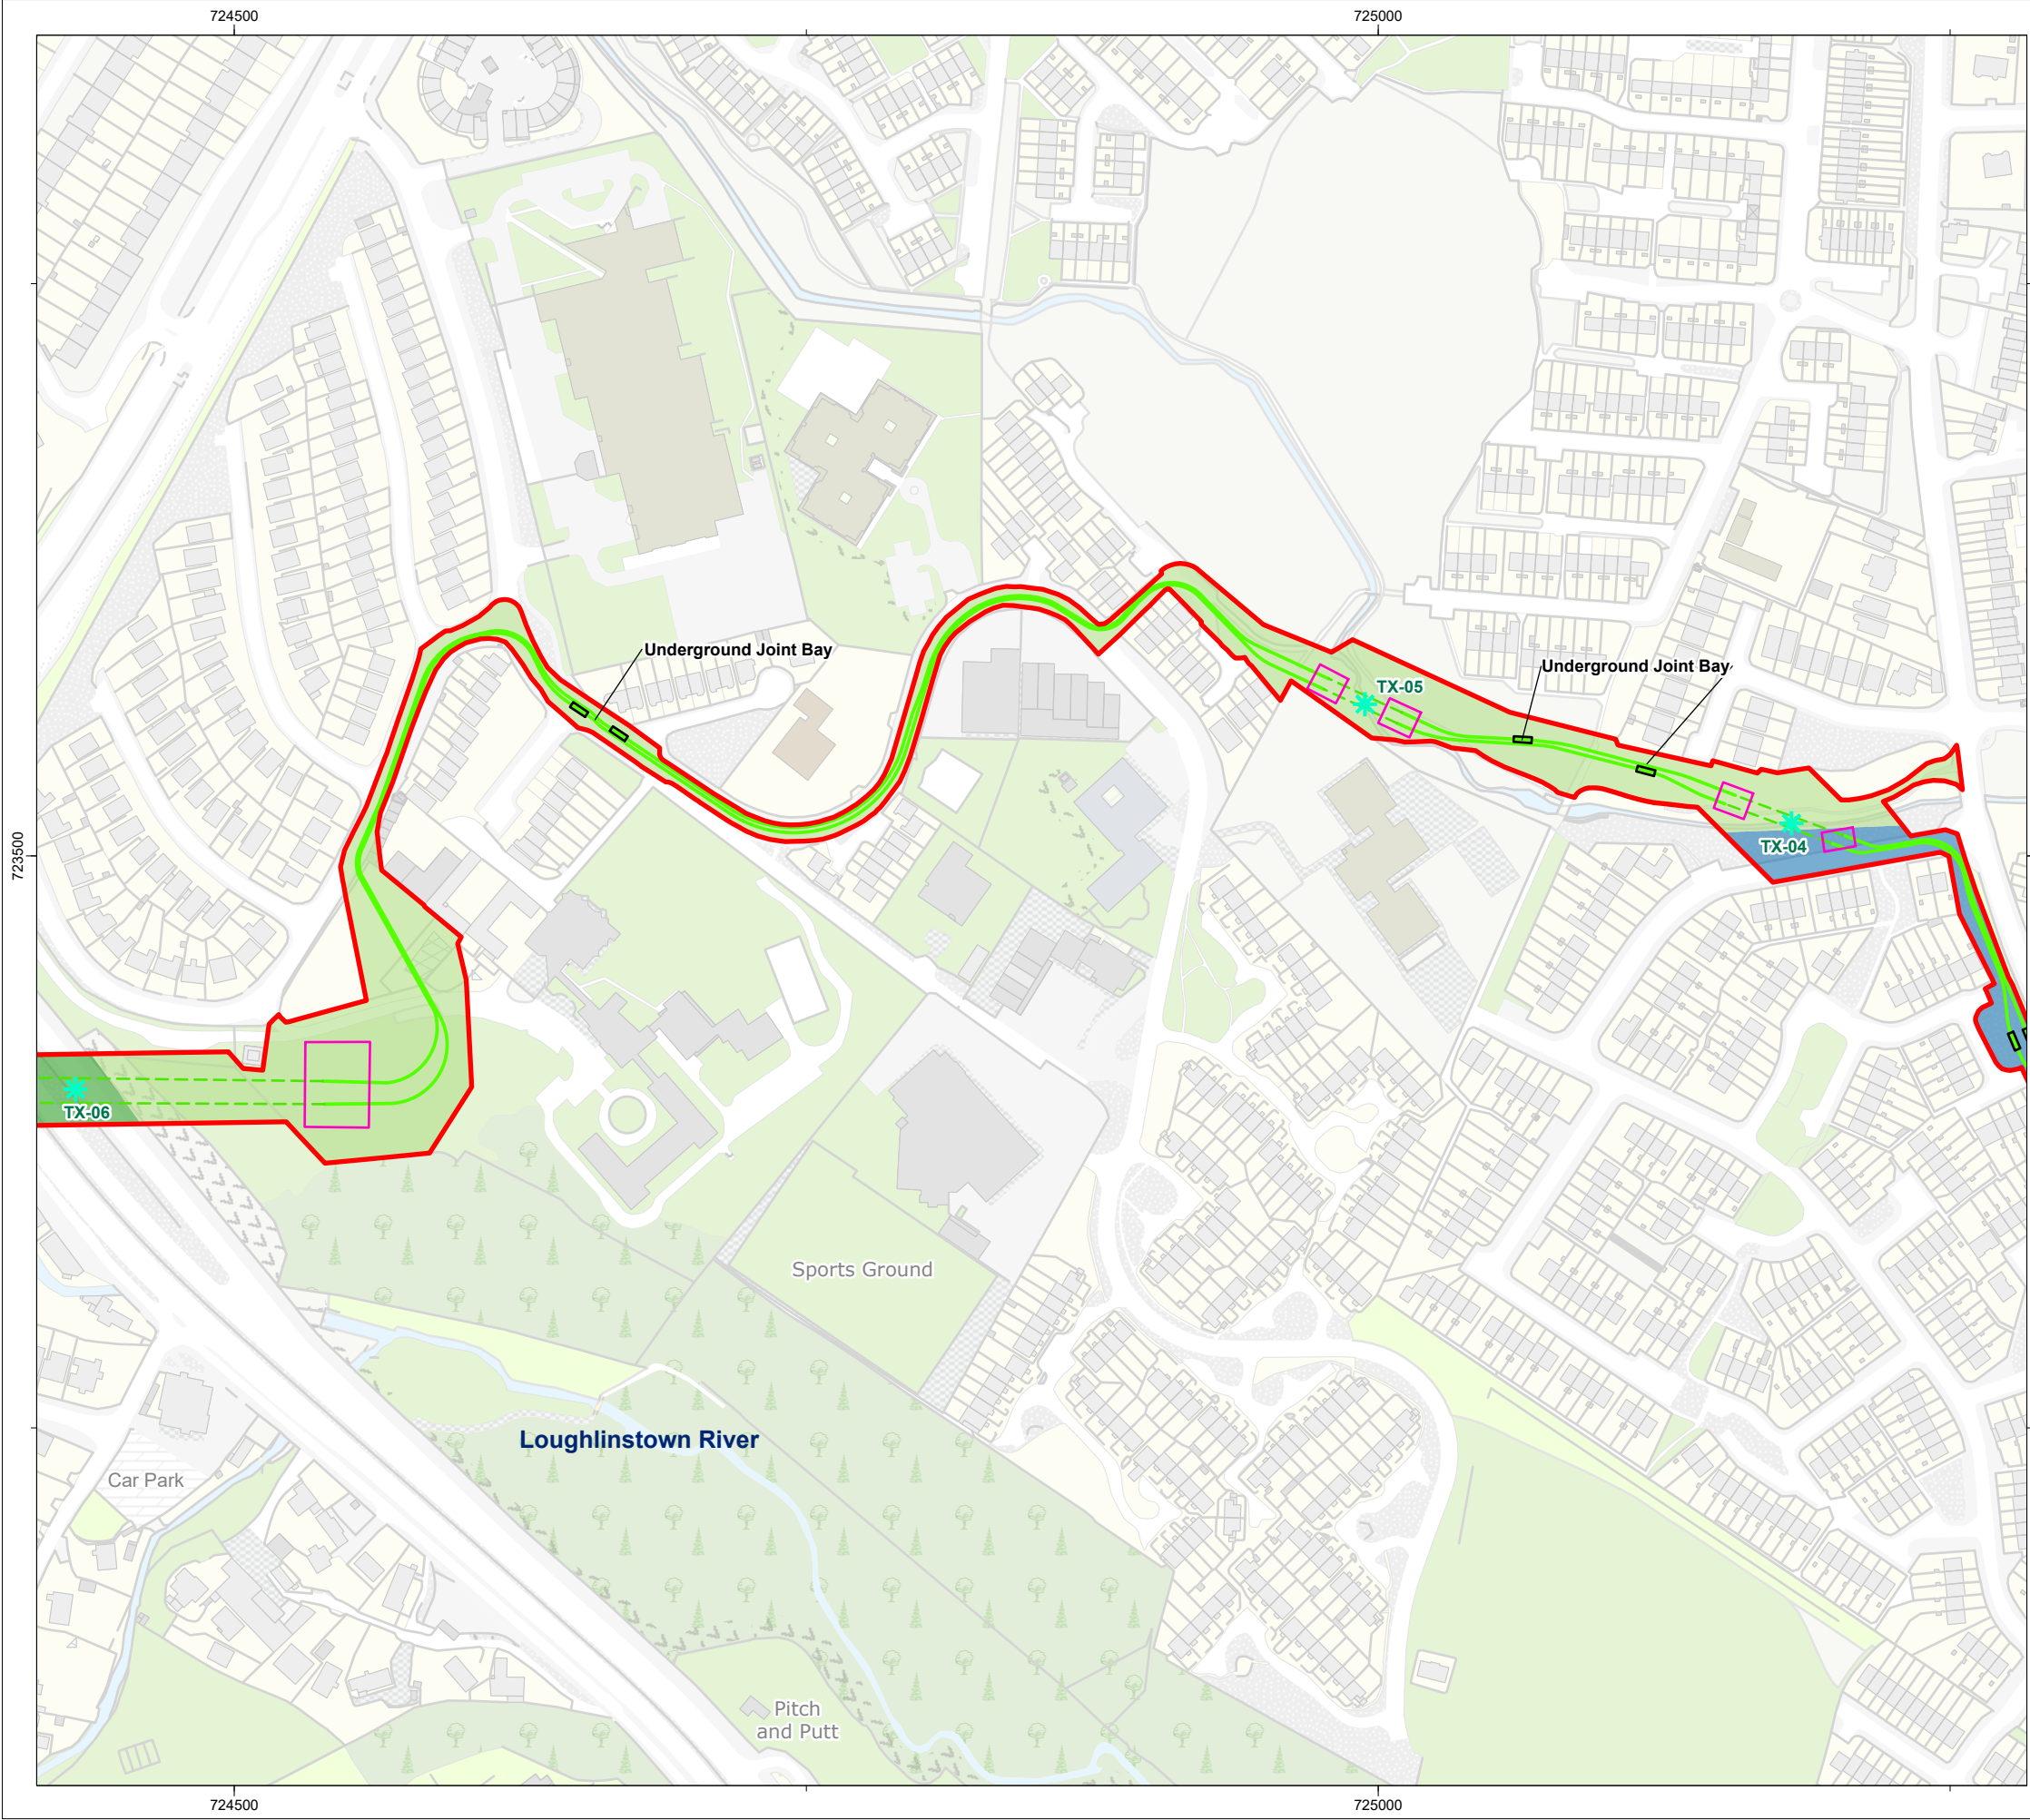 724500
725000
Underground Joint Bay
Underground Joint Bay
TX-05
TX-04
723500
TX-06
Sports Ground
Loughlinstown River
Car Park
Pitch
and Putt
724500
725000